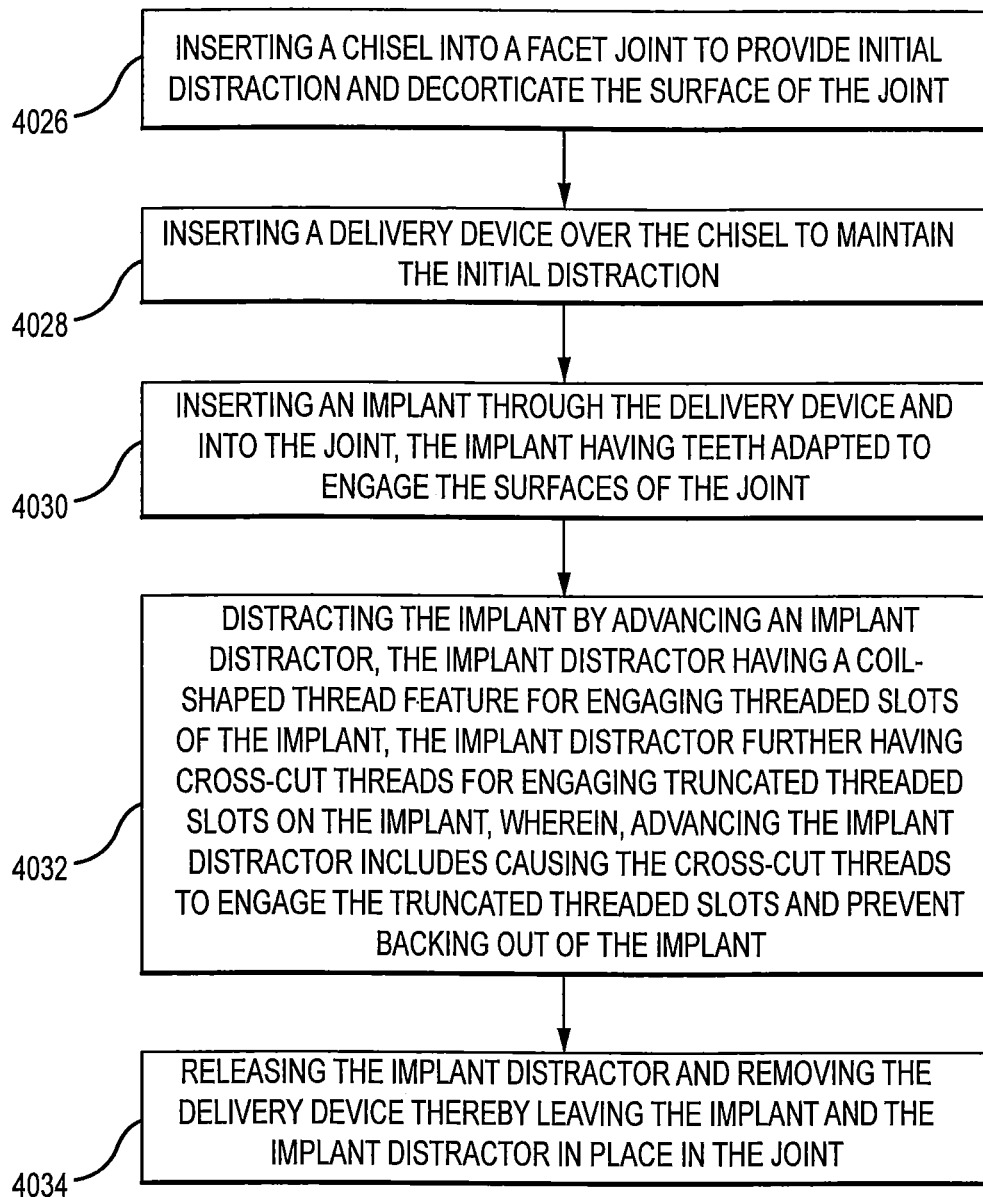 INSERTING A CHISEL INTO A FACET JOINT TO PROVIDE INITIAL
DISTRACTION AND DECORTICATE THE SURFACE OF THE JOINT
4026
INSERTING A DELIVERY DEVICE OVER THE CHISEL TO MAINTAIN
THE INITIAL DISTRACTION
4028
INSERTING AN IMPLANT THROUGH THE DELIVERY DEVICE AND
INTO THE JOINT, THE IMPLANT HAVING TEETH ADAPTED TO
ENGAGE THE SURFACES OF THE JOINT
4030
DISTRACTING THE IMPLANT BY ADVANCING AN IMPLANT
DISTRACTOR, THE IMPLANT DISTRACTOR HAVING A COIL-
SHAPED THREAD FEATURE FOR ENGAGING THREADED SLOTS
OF THE IMPLANT, THE IMPLANT DISTRACTOR FURTHER HAVING
CROSS-CUT THREADS FOR ENGAGING TRUNCATED THREADED
SLOTS ON THE IMPLANT, WHEREIN, ADVANCING THE IMPLANT
DISTRACTOR INCLUDES CAUSING THE CROSS-CUT THREADS
TO ENGAGE THE TRUNCATED THREADED SLOTS AND PREVENT
BACKING OUT OF THE IMPLANT
4032
RELEASING THE IMPLANT DISTRACTOR AND REMOVING THE
DELIVERY DEVICE THEREBY LEAVING THE IMPLANT AND THE
IMPLANT DISTRACTOR IN PLACE IN THE JOINT
4034